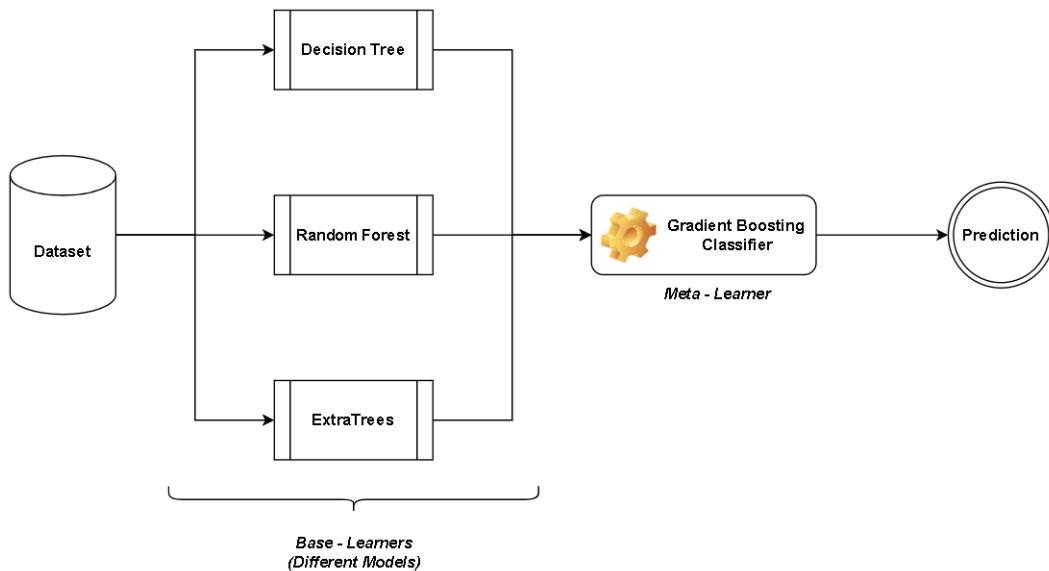 Decision Tree
Dataset
Random Forest
Gradient Boosting
Classifier
Prediction
Meta - Learner
ExtraTrees
Base - Learners
(Different Models)